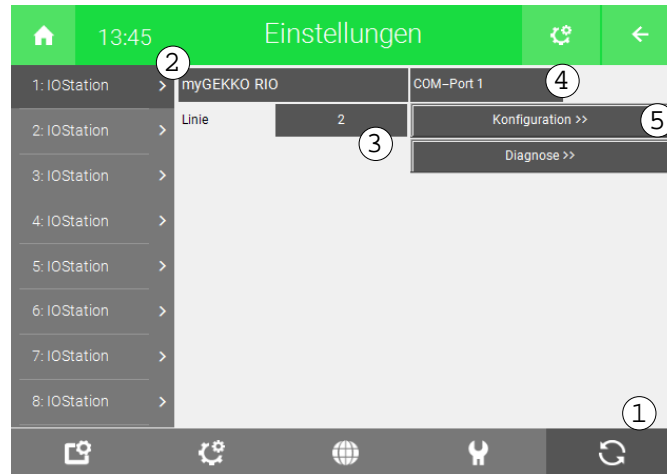 13:45 Einstellungen
2 4
1: IOStation myGEKKO RIO COM-Port 1
Linie 2 Konfiguration >> 5
3
2: IOStation
Diagnose >>
3: IOStation
4: IOStation
5: IOStation
6: IOStation
7: IOStation
8: IOStation
1